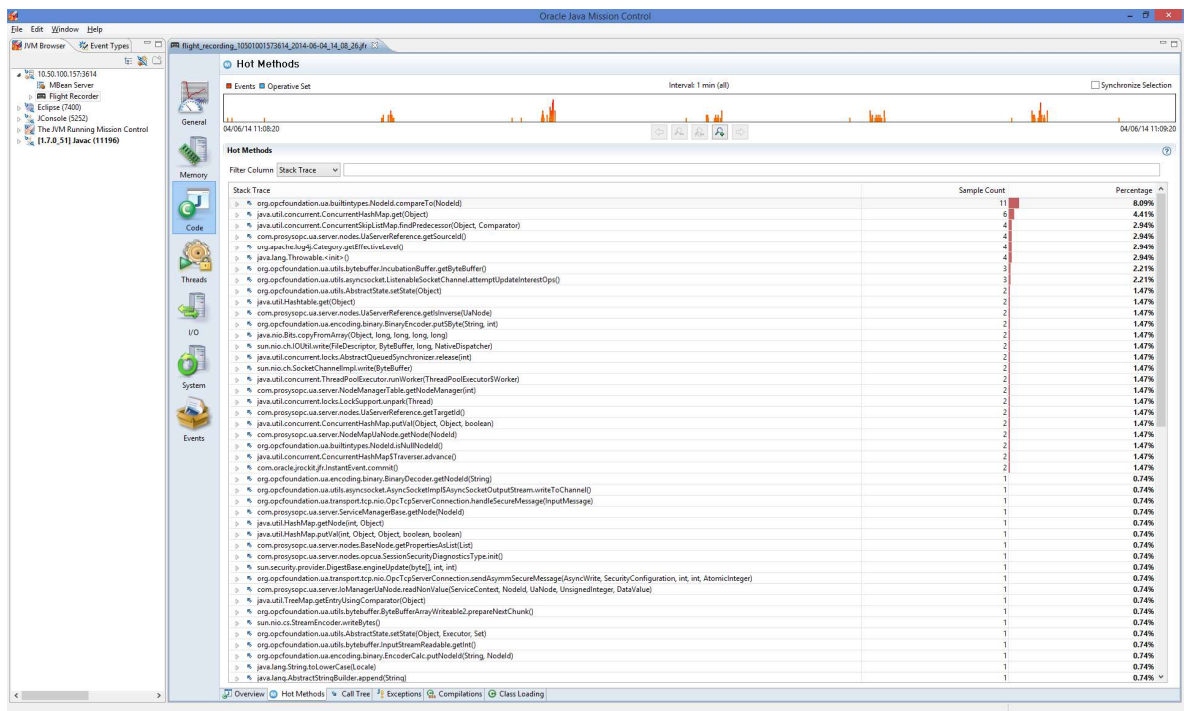 Oracle Java Mission Control
File Edit Window Help
JVM Browser Event Types
flight_recording_10501001573614_2014-06-04_14_08_26.jfr
10.50.100.157:3614
MBean Server
Flight Recorder
Eclipse (7400)
JConsole (5252)
The JVM Running Mission Control
[1.7.0_51] Javac (11196)
General
Memory
Code
Threads
I/O
System
Events
Hot Methods
Events Operative Set
Interval: 1 min (all)
Synchronize Selection
04/06/14 11:08:20
04/06/14 11:09:20
Hot Methods
Filter Column Stack Trace
Stack Trace Sample Count Percentage
org.opcfoundation.ua.builtintypes.NodeId.compareTo(NodeId) 11 8.09%
java.util.concurrent.ConcurrentHashMap.get(Object) 6 4.41%
java.util.concurrent.ConcurrentSkipListMap.findPredecessor(Object, Comparator) 4 2.94%
com.prosysopc.ua.server.nodes.UaServerReference.getSourceId() 4 2.94%
org.apache.log4j.Category.getEffectiveLevel() 4 2.94%
java.lang.Throwable.<init>() 4 2.94%
org.opcfoundation.ua.utils.bytebuffer.IncubationBuffer.getByteBuffer() 3 2.21%
org.opcfoundation.ua.utils.asyncsocket.ListenableSocketChannel.attemptUpdateInterestOps() 3 2.21%
org.opcfoundation.ua.utils.AbstractState.setState(Object) 2 1.47%
java.util.Hashtable.get(Object) 2 1.47%
com.prosysopc.ua.server.nodes.UaServerReference.getIsInverse(UaNode) 2 1.47%
org.opcfoundation.ua.encoding.binary.BinaryEncoder.putSByte(String, int) 2 1.47%
java.nio.Bits.copyFromArray(Object, long, long, long, long) 2 1.47%
sun.nio.ch.IOUtil.write(FileDescriptor, ByteBuffer, long, NativeDispatcher) 2 1.47%
java.util.concurrent.locks.AbstractQueuedSynchronizer.release(int) 2 1.47%
sun.nio.ch.SocketChannelImpl.write(ByteBuffer) 2 1.47%
java.util.concurrent.ThreadPoolExecutor.runWorker(ThreadPoolExecutor$Worker) 2 1.47%
com.prosysopc.ua.server.NodeManagerTable.getNodeManager(int) 2 1.47%
java.util.concurrent.locks.LockSupport.unpark(Thread) 2 1.47%
com.prosysopc.ua.server.nodes.UaServerReference.getTargetId() 2 1.47%
java.util.concurrent.ConcurrentHashMap.putVal(Object, Object, boolean) 2 1.47%
com.prosysopc.ua.server.NodeMapUaNode.getNode(NodeId) 2 1.47%
org.opcfoundation.ua.builtintypes.NodeId.isNullNodeId() 2 1.47%
java.util.concurrent.ConcurrentHashMap$Traverser.advance() 2 1.47%
com.oracle.jrockit.jfr.InstantEvent.commit() 2 1.47%
org.opcfoundation.ua.encoding.binary.BinaryDecoder.getNodeId(String) 1 0.74%
org.opcfoundation.ua.utils.asyncsocket.AsyncSocketImpl$AsyncSocketOutputStream.writeToChannel() 1 0.74%
org.opcfoundation.ua.transport.tcp.nio.OpcTcpServerConnection.handleSecureMessage(InputMessage) 1 0.74%
com.prosysopc.ua.server.ServiceManagerBase.getNode(NodeId) 1 0.74%
java.util.HashMap.getNode(int, Object) 1 0.74%
java.util.HashMap.putVal(int, Object, Object, boolean, boolean) 1 0.74%
com.prosysopc.ua.server.nodes.BaseNode.getPropertiesAsList(List) 1 0.74%
com.prosysopc.ua.server.nodes.opcua.SessionSecurityDiagnosticsType.init() 1 0.74%
sun.security.provider.DigestBase.engineUpdate(byte[], int, int) 1 0.74%
org.opcfoundation.ua.transport.tcp.nio.OpcTcpServerConnection.sendAsymmSecureMessage(AsyncWrite, SecurityConfiguration, int, int, AtomicInteger) 1 0.74%
com.prosysopc.ua.server.IoManagerUaNode.readNonValue(ServiceContext, NodeId, UaNode, UnsignedInteger, DataValue) 1 0.74%
java.util.TreeMap.getEntryUsingComparator(Object) 1 0.74%
org.opcfoundation.ua.utils.bytebuffer.ByteBufferArrayWriteable2.prepareNextChunk() 1 0.74%
sun.nio.cs.StreamEncoder.writeBytes() 1 0.74%
org.opcfoundation.ua.utils.AbstractState.setState(Object, Executor, Set) 1 0.74%
org.opcfoundation.ua.utils.bytebuffer.InputStreamReadable.getInt() 1 0.74%
org.opcfoundation.ua.encoding.binary.EncoderCalc.putNodeId(String, NodeId) 1 0.74%
java.lang.String.toLowerCase(Locale) 1 0.74%
java.lang.AbstractStringBuilder.append(String) 1 0.74%
Overview Hot Methods Call Tree Exceptions Compilations Class Loading